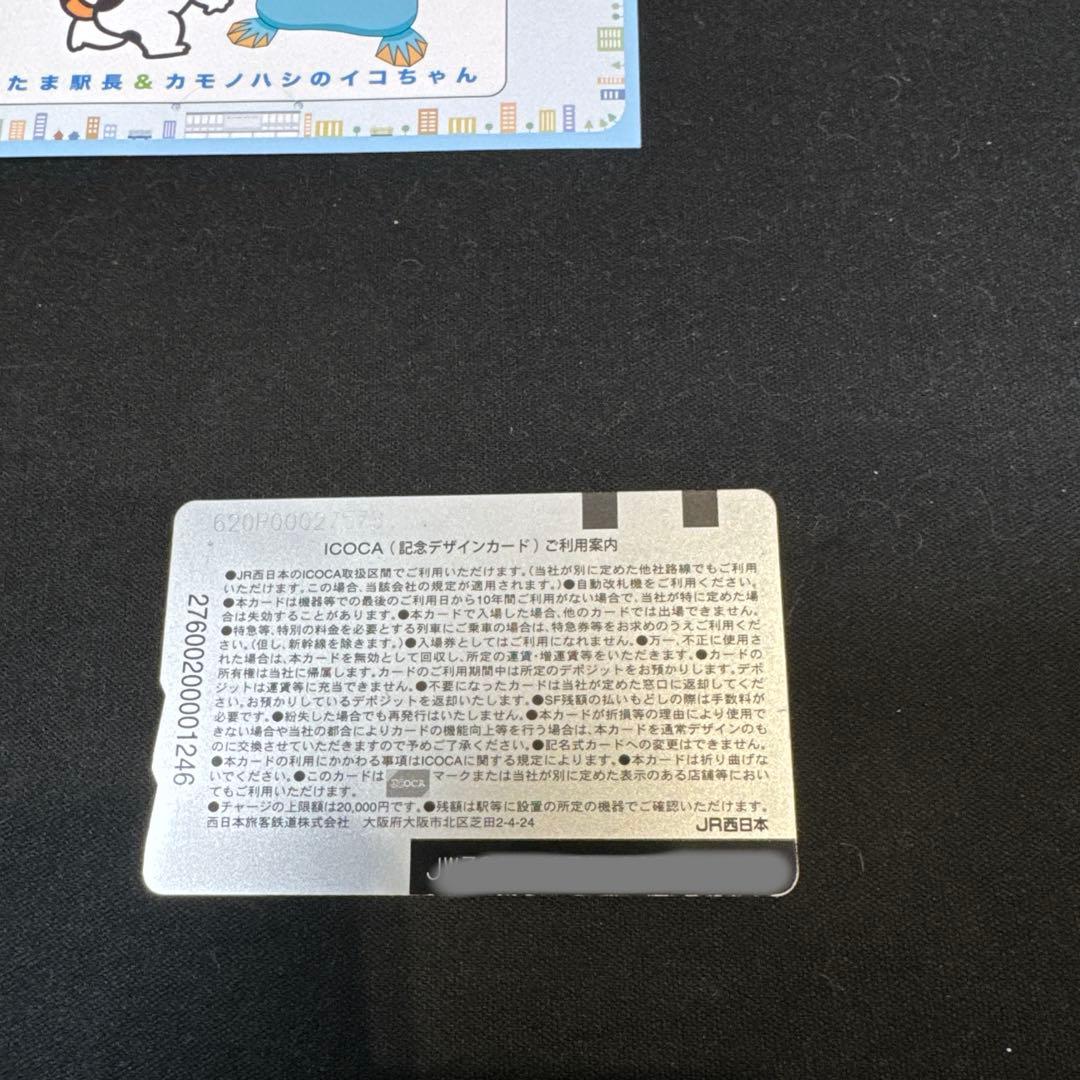 たま駅長&カモノハシのイコちゃん
ICOCA(記念デザインカード)ご利用案内
●JR西日本のICOCA取扱区間でご利用いただけます。(当社が別に定めた他社路線でもご利用
いただけます。この場合、当該会社の規定が適用されます。)●自動改札機をご利用ください。
●本カードは機器等での最後のご利用日から10年間ご利用がない場合で、当社が特に定めた場
合は失効することがあります。●本カードで入場した場合、他のカードでは出場できません。
●特急等、特別の料金を必要とする列車にご乗車の場合は、特急券等をお求めのうえご利用くだ
さい。(但し、新幹線を除きます。)●入場券としてはご利用になれません。●万一、不正に使用さ
れた場合は、本カードを無効として回収し、所定の運賃・増運賃等をいただきます。●カードの
所有権は当社に帰属します。カードのご利用期間中は所定のデポジットをお預かりします。デポ
ジットは運賃等に充当できません。●不要になったカードは当社が定めた窓口に返却してくだ
さい。お預かりしているデポジットを返却いたします。●SF残額の払いもどしの際は手数料が
必要です。●紛失した場合でも再発行はいたしません。●本カードが折損等の理由により使用で
きない場合や当社の都合によりカードの機能向上等を行う場合は、本カードを通常デザインのも
のに交換させていただきますので予めご了承ください。●記名式カードへの変更はできません。
●本カードの利用にかかわる事項はICOCAに関する規定によります。●本カードは折り曲げな
いでください。●このカードは ICOCA マークまたは当社が別に定めた表示のある店舗等におい
てもご利用いただけます。
●チャージの上限額は20,000円です。●残額は駅等に設置の所定の機器でご確認いただけます。
西日本旅客鉄道株式会社 大阪府大阪市北区芝田2-4-24
JR西日本
2760020000001246
JW